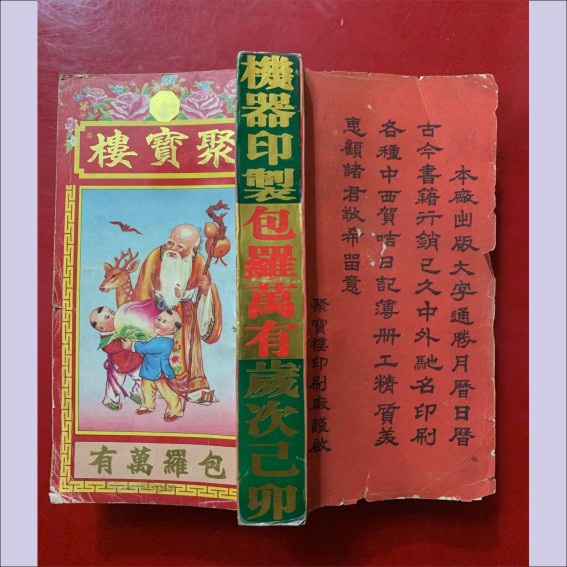 聚寶樓
包羅萬有
機器印製包羅萬有歲次己卯
本廠出版大字通勝月曆日曆
古今書籍行銷已久中外馳名印刷
各種中西賀咭日記簿册工精質美
惠顧諸君敬希留意
聚寶樓印刷廠謹啟